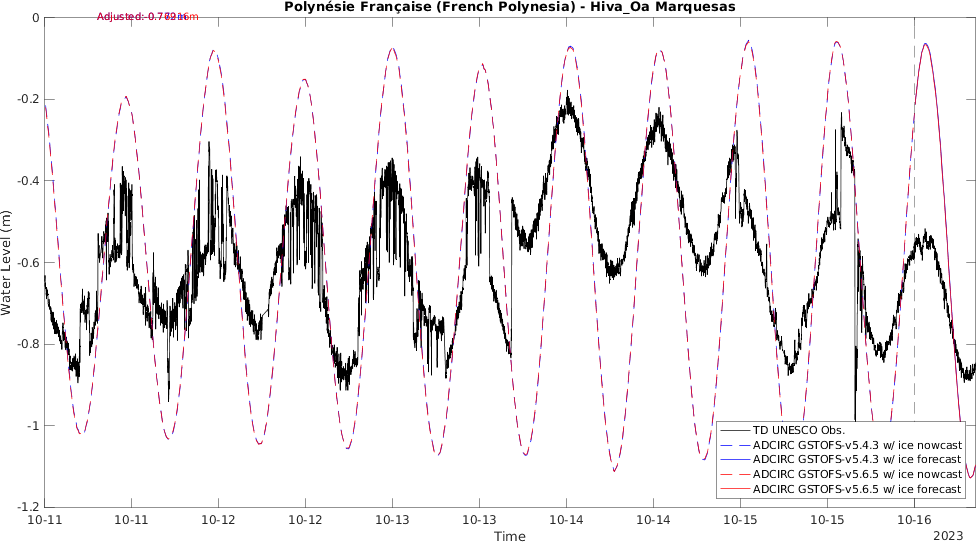 Polynésie Française (French Polynesia) - Hiva_Oa Marquesas
0
-0.2
-0.4
-0.6
-0.8
-1
-1.2
Water Level (m)
10-11
10-11
10-12
10-12
10-13
10-13
10-14
10-14
10-15
10-15
10-16
2023
Time
TD UNESCO Obs.
ADCIRC GSTOFS-v5.4.3 w/ ice nowcast
ADCIRC GSTOFS-v5.4.3 w/ ice forecast
ADCIRC GSTOFS-v5.6.5 w/ ice nowcast
ADCIRC GSTOFS-v5.6.5 w/ ice forecast